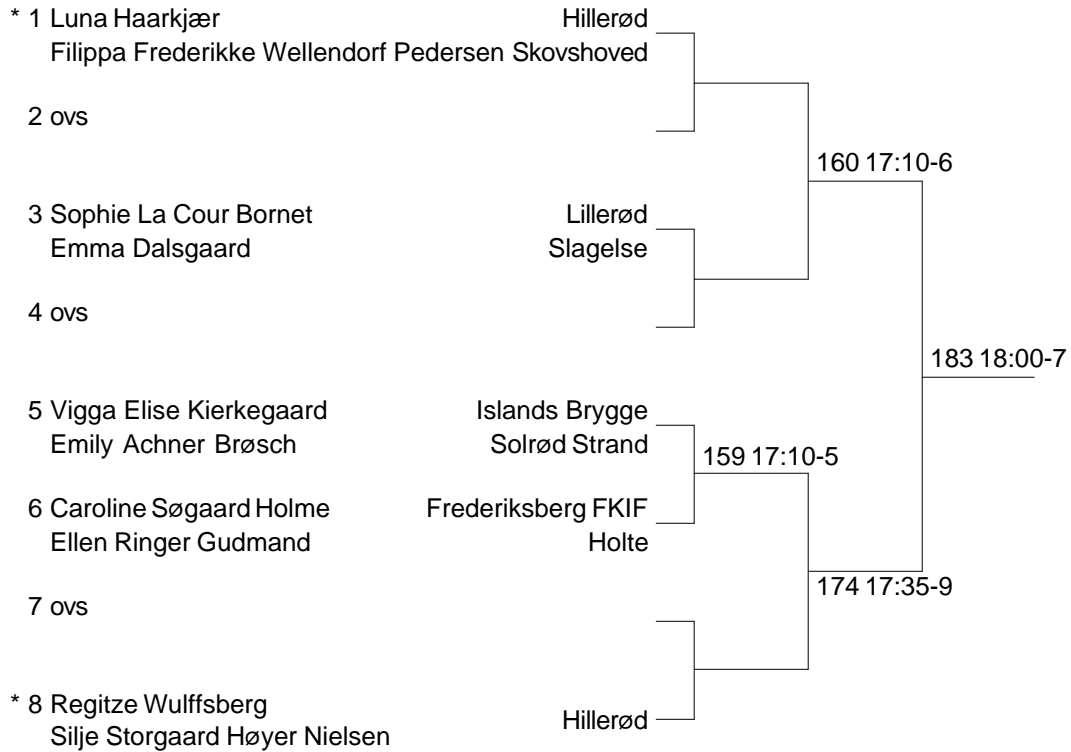 * 1 Luna Haarkjær Hillerød
Filippa Frederikke Wellendorf Pedersen Skovshoved
2 ovs
160 17:10-6
3 Sophie La Cour Bornet Lillerød
Emma Dalsgaard Slagelse
4 ovs
183 18:00-7
5 Vigga Elise Kierkegaard Islands Brygge
Emily Achner Brøsch Solrød Strand
159 17:10-5
6 Caroline Søgaard Holme Frederiksberg FKIF
Ellen Ringer Gudmand Holte
174 17:35-9
7 ovs
* 8 Regitze Wulffsberg
Hillerød
Silje Storgaard Høyer Nielsen